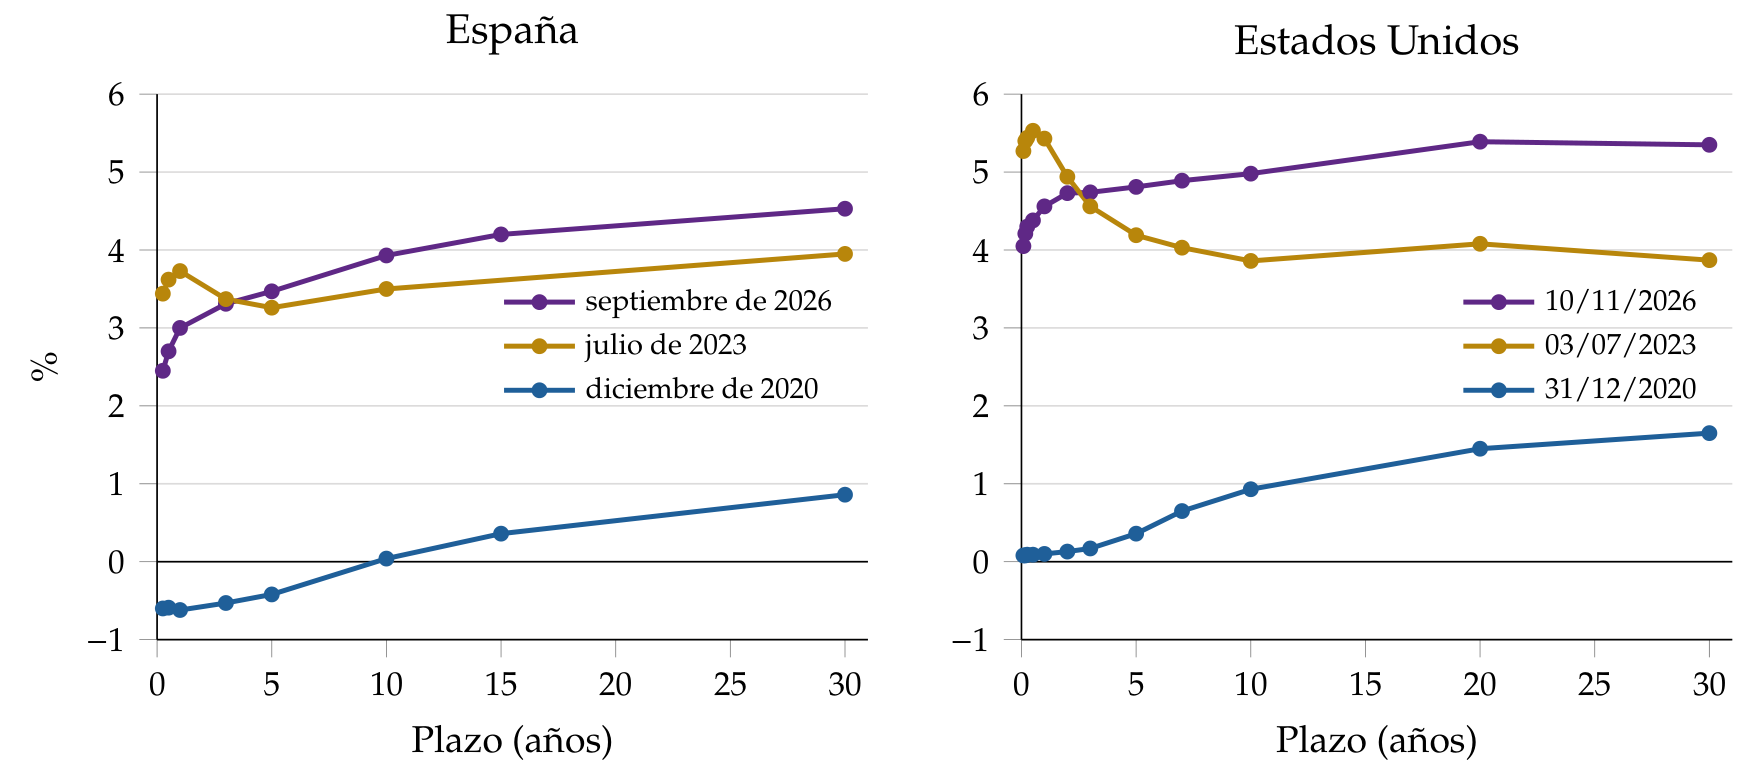 España
6
5
4
3
2
1
0
−1
%
septiembre de 2026
julio de 2023
diciembre de 2020
0 5 10 15 20 25 30
Plazo (años)
Estados Unidos
6
5
4
3
2
1
0
−1
10/11/2026
03/07/2023
31/12/2020
0 5 10 15 20 25 30
Plazo (años)